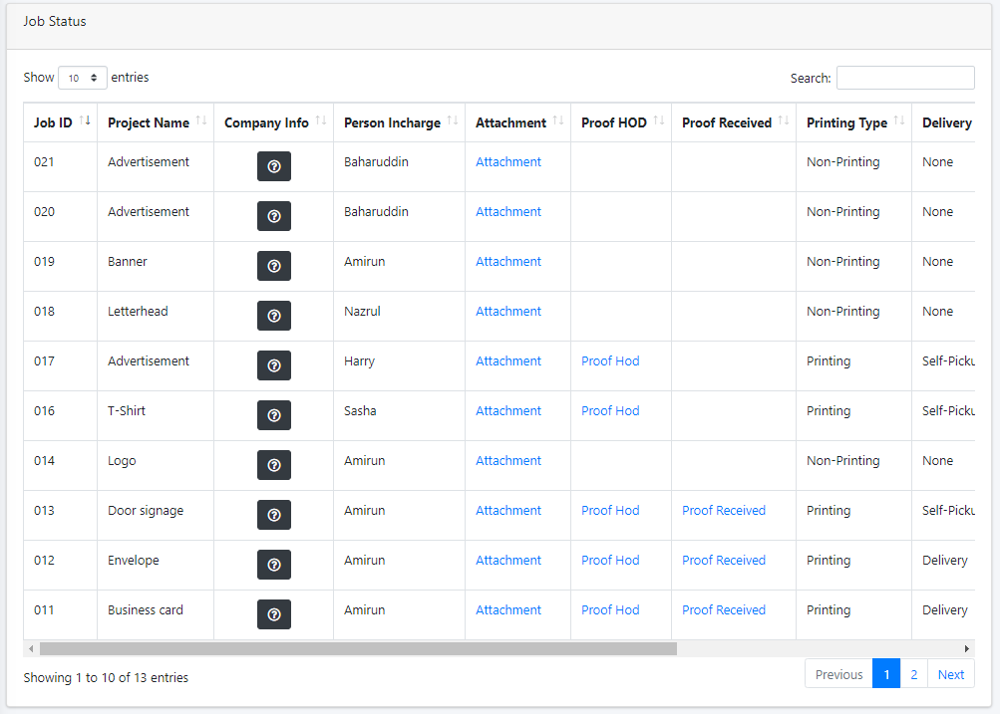 Job Status
Show 10 entries Search:
Job ID Project Name Company Info Person Incharge Attachment Proof HOD Proof Received Printing Type Delivery
021 Advertisement Baharuddin Attachment Non-Printing None
020 Advertisement Baharuddin Attachment Non-Printing None
019 Banner Amirun Attachment Non-Printing None
018 Letterhead Nazrul Attachment Non-Printing None
017 Advertisement Harry Attachment Proof Hod Printing Self-Picku
016 T-Shirt Sasha Attachment Proof Hod Printing Self-Picku
014 Logo Amirun Attachment Non-Printing None
013 Door signage Amirun Attachment Proof Hod Proof Received Printing Self-Picku
012 Envelope Amirun Attachment Proof Hod Proof Received Printing Delivery
011 Business card Amirun Attachment Proof Hod Proof Received Printing Delivery
Showing 1 to 10 of 13 entries Previous 1 2 Next